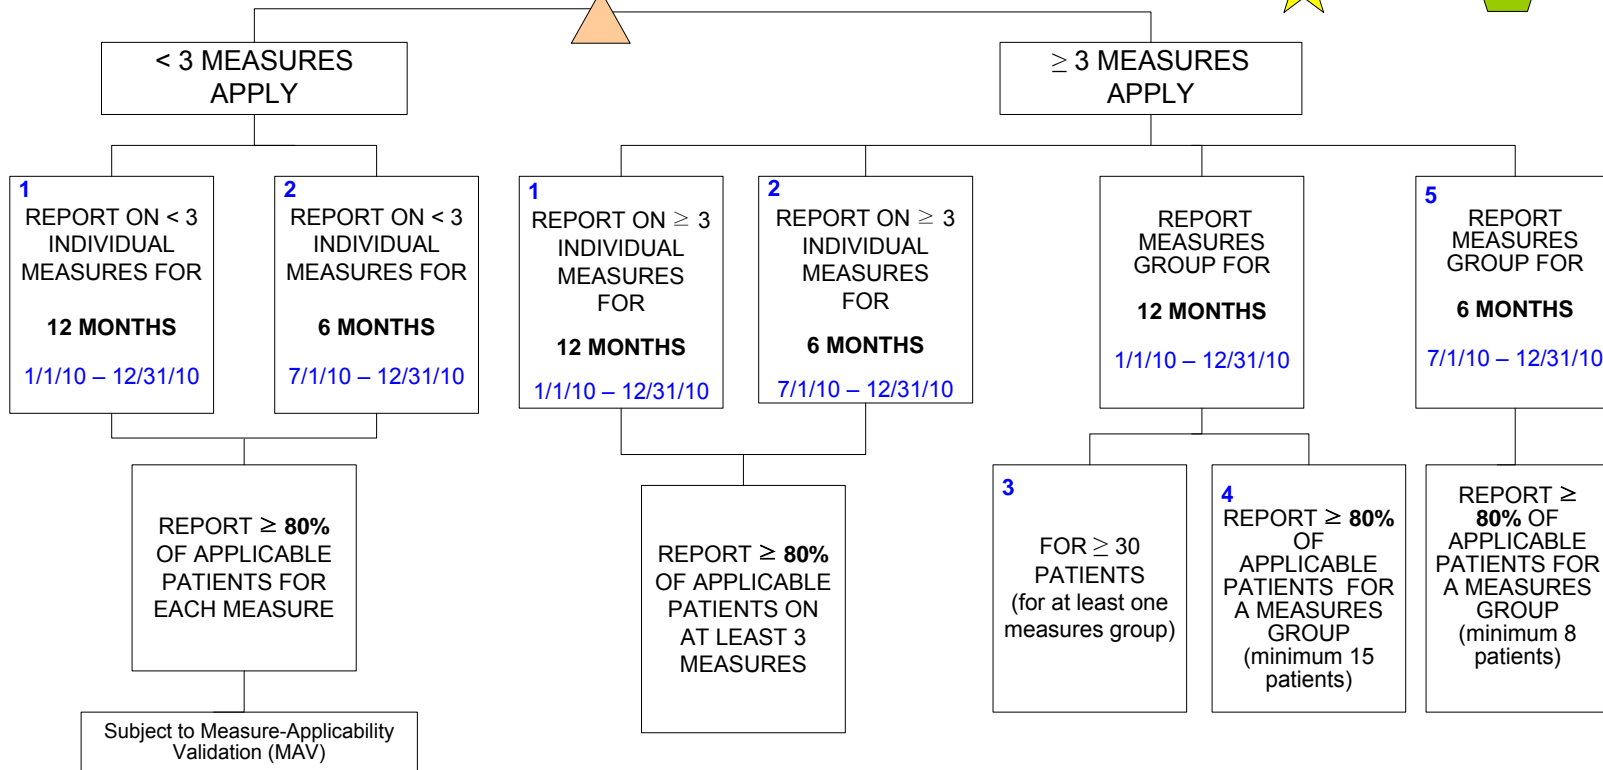 < 3 MEASURES
APPLY
≥ 3 MEASURES
APPLY
1
REPORT ON < 3
INDIVIDUAL
MEASURES FOR
12 MONTHS
1/1/10 – 12/31/10
2
REPORT ON < 3
INDIVIDUAL
MEASURES FOR
6 MONTHS
7/1/10 – 12/31/10
1
REPORT ON ≥ 3
INDIVIDUAL
MEASURES
FOR
12 MONTHS
1/1/10 – 12/31/10
2
REPORT ON ≥ 3
INDIVIDUAL
MEASURES
FOR
6 MONTHS
7/1/10 – 12/31/10
REPORT
MEASURES
GROUP FOR
12 MONTHS
1/1/10 – 12/31/10
5
REPORT
MEASURES
GROUP FOR
6 MONTHS
7/1/10 – 12/31/10
REPORT ≥ 80%
OF APPLICABLE
PATIENTS FOR
EACH MEASURE
REPORT ≥ 80%
OF APPLICABLE
PATIENTS ON
AT LEAST 3
MEASURES
3
FOR ≥ 30
PATIENTS
(for at least one
measures group)
4
REPORT ≥ 80%
OF
APPLICABLE
PATIENTS FOR
A MEASURES
GROUP
(minimum 15
patients)
REPORT ≥
80% OF
APPLICABLE
PATIENTS FOR
A MEASURES
GROUP
(minimum 8
patients)
Subject to Measure-Applicability
Validation (MAV)